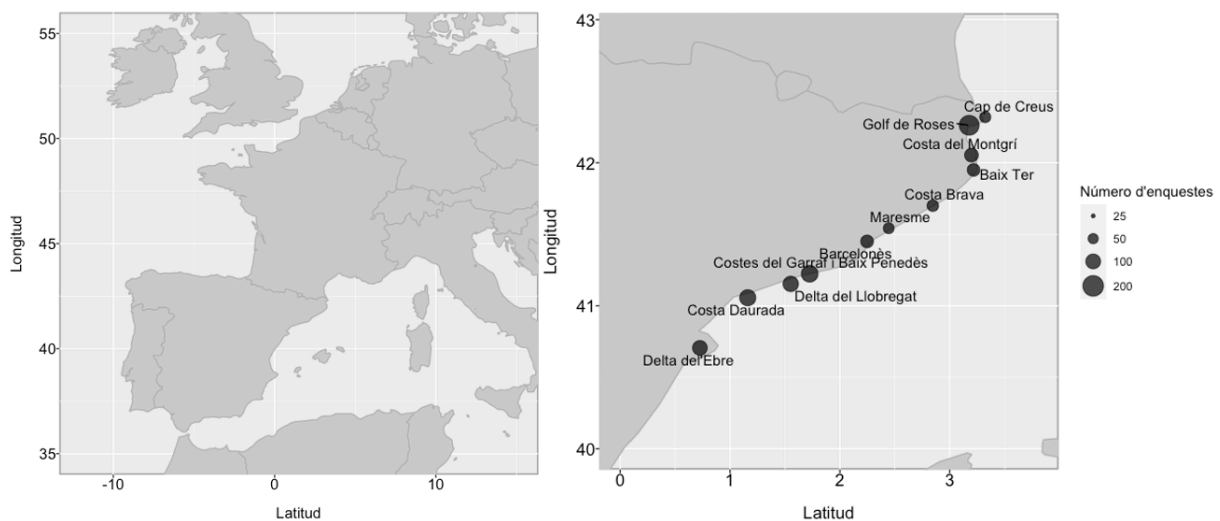 55
50
45
40
35
-10
0
10
Longitud
Latitud
43
42
41
40
0
1
2
3
Longitud
Latitud
Cap de Creus
Golf de Roses
Costa del Montgrí
Baix Ter
Costa Brava
Maresme
Barcelonès
Costes del Garraf i Baix Penedès
Delta del Llobregat
Costa Daurada
Delta del Ebre
Número d'enquestes
25
50
100
200